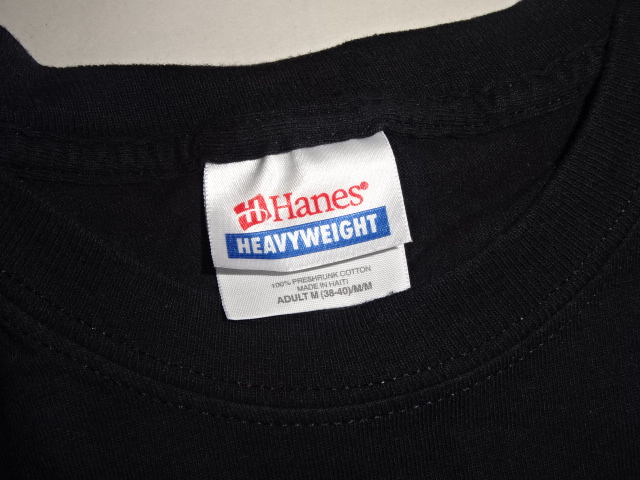 Hanes®
HEAVYWEIGHT
100% PRESHRUNK COTTON
MADE IN HAITI
ADULT M (38-40)/M/M